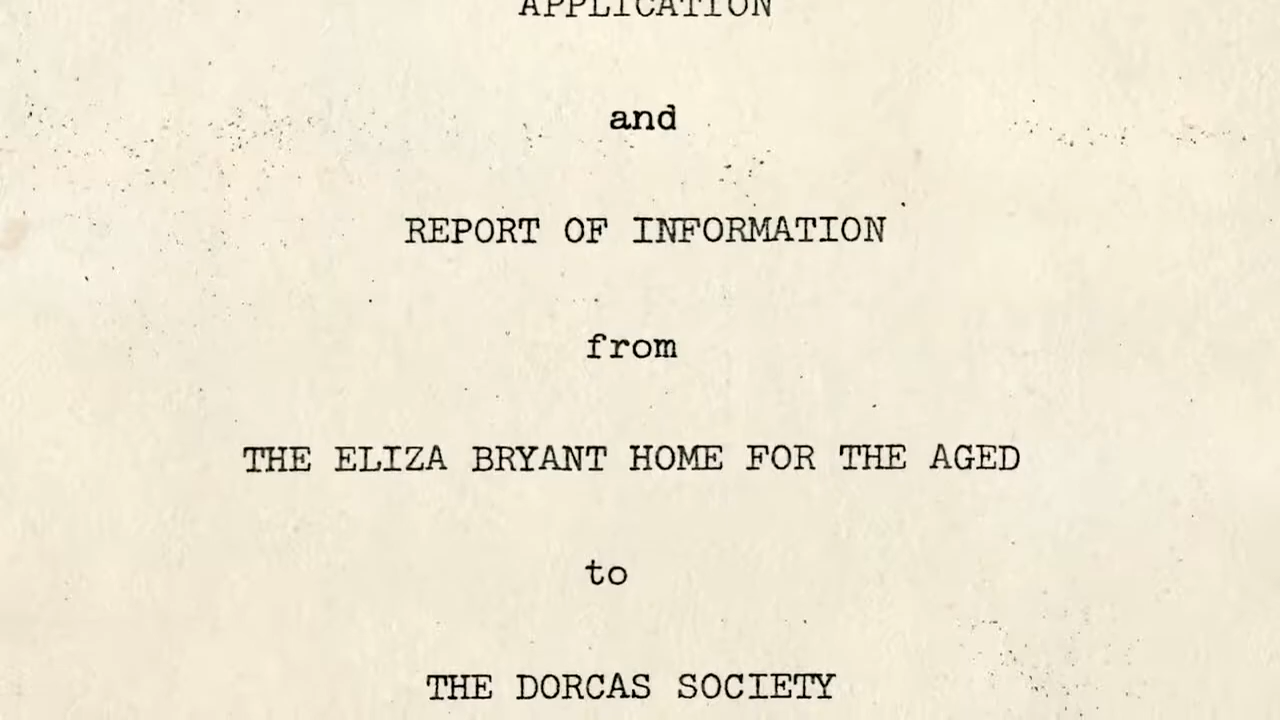 APPLICATION
and
REPORT OF INFORMATION
from
THE ELIZA BRYANT HOME FOR THE AGED
to
THE DORCAS SOCIETY